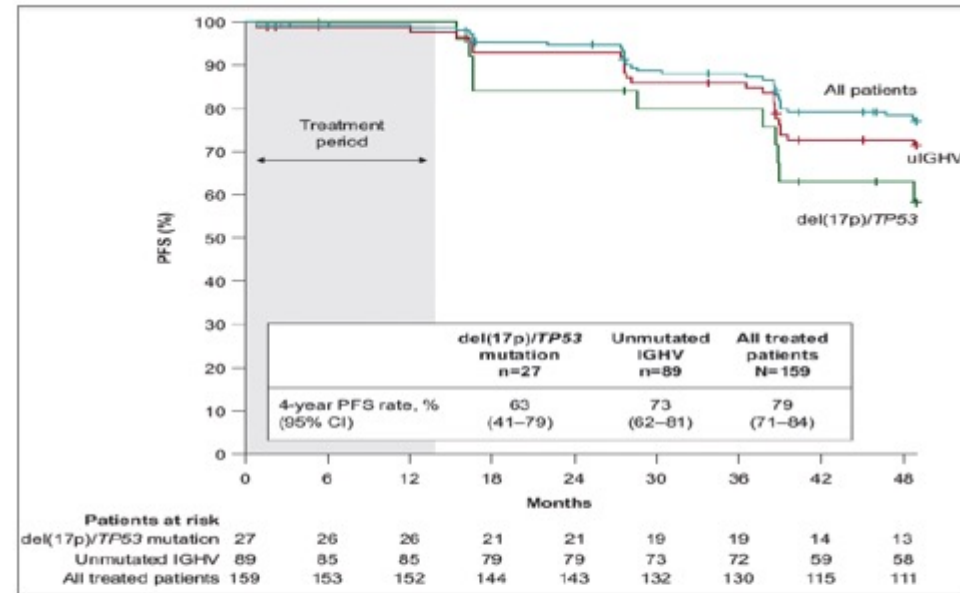 100
90
80
70
60
50
40
30
20
10
0
PFS (%)
Treatment
period
All patients
uIGHV
del(17p)/TP53
del(17p)/TP53 mutation n=27
Unmutated IGHV n=89
All treated patients N=159
4-year PFS rate, % (95% CI)
63 (41–79)
73 (62–81)
79 (71–84)
0 6 12 18 24 30 36 42 48
Months
Patients at risk
del(17p)/TP53 mutation 27 26 26 21 21 19 19 14 13
Unmutated IGHV 89 85 85 79 79 73 72 59 58
All treated patients 159 153 152 144 143 132 130 115 111